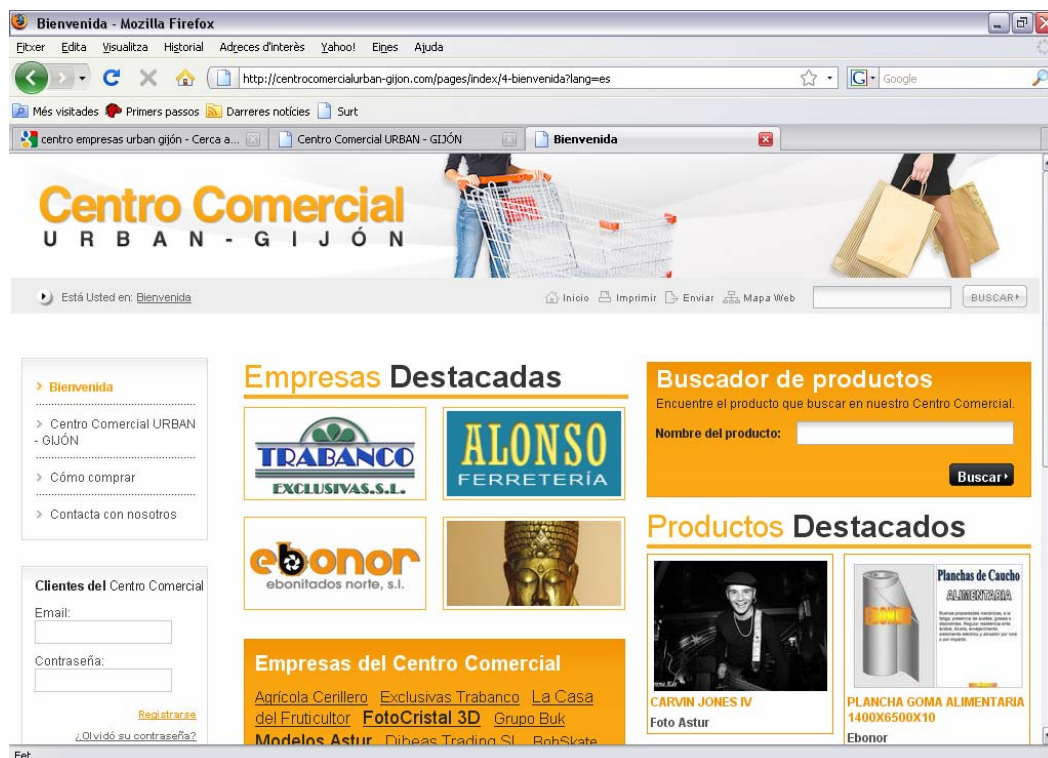 Bienvenida - Mozilla Firefox
Fitxer Edita Visualitza Historial Adreces d'interès Yahoo! Eines Ajuda
http://centrocomercialurban-gijon.com/pages/index/4-bienvenida?lang=es
Google
Més visitades Primers passos Darreres notícies Surt
centro empresas urban gijón - Cerca a...
Centro Comercial URBAN - GIJÓN
Bienvenida
Centro Comercial
URBAN-GIJÓN
Está Usted en: Bienvenida
Inicio Imprimir Enviar Mapa Web
BUSCAR
> Bienvenida
> Centro Comercial URBAN
- GIJÓN
> Cómo comprar
> Contacta con nosotros
Clientes del Centro Comercial
Email:
Contraseña:
Registrarse
¿Olvidó su contraseña?
Empresas Destacadas
TRABANCO
EXCLUSIVAS.S.L.
ALONSO
FERRETERÍA
ebonor
ebonitados norte, s.l.
Empresas del Centro Comercial
Agrícola Cerillero Exclusivas Trabanco La Casa
del Fruticultor FotoCristal 3D Grupo Buk
Modelos Astur Dibeas Trading SL BobSkate
Buscador de productos
Encuentre el producto que buscar en nuestro Centro Comercial.
Nombre del producto:
Buscar
Productos Destacados
CARVIN JONES IV
Foto Astur
Planchas de Caucho
ALIMENTARIA
PLANCHA GOMA ALIMENTARIA
1400X6500X10
Ebonor
Fet